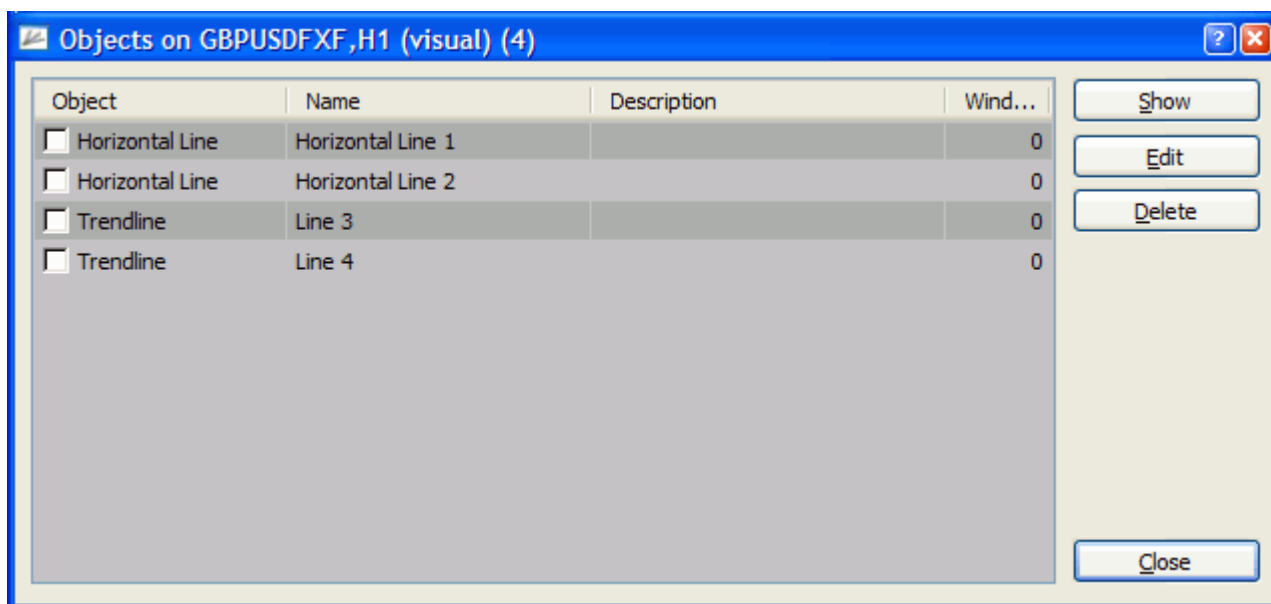 Objects on GBPUSDFXF,H1 (visual) (4)
Object Name Description Wind...
Horizontal Line Horizontal Line 1 0
Horizontal Line Horizontal Line 2 0
Trendline Line 3 0
Trendline Line 4 0
Show
Edit
Delete
Close